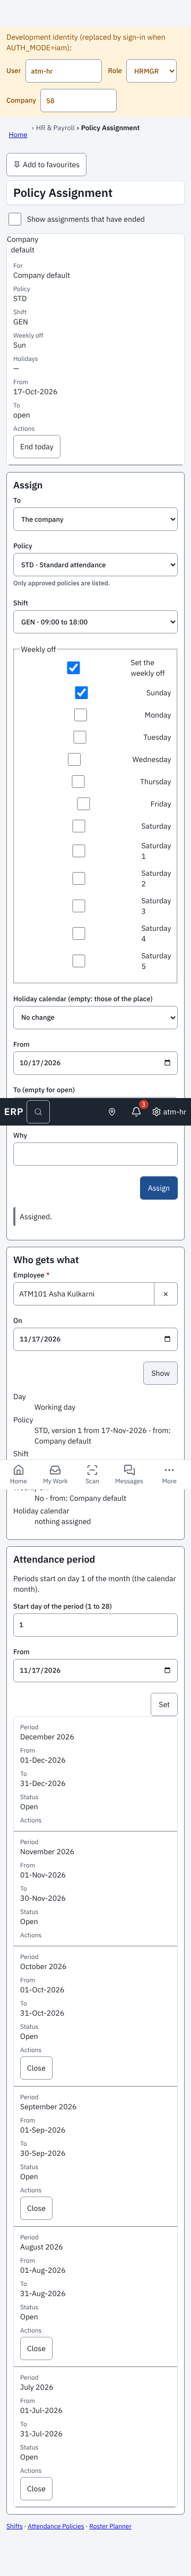 Development identity (replaced by sign-in when
AUTH_MODE=iam):
User
atm-hr
Role
HRMGR
Company
58
Home › HR & Payroll › Policy Assignment
Add to favourites
Policy Assignment
Show assignments that have ended
Company
default
For
Company default
Policy
STD
Shift
GEN
Weekly off
Sun
Holidays
—
From
17-Oct-2026
To
open
Actions
End today
Assign
To
The company
Policy
STD - Standard attendance
Only approved policies are listed.
Shift
GEN - 09:00 to 18:00
Weekly off
Set the
weekly off
Sunday
Monday
Tuesday
Wednesday
Thursday
Friday
Saturday
Saturday
1
Saturday
2
Saturday
3
Saturday
4
Saturday
5
Holiday calendar (empty: those of the place)
No change
From
10/17/2026
To (empty for open)
ERP
3
atm-hr
Why
Assign
Assigned.
Who gets what
Employee *
ATM101 Asha Kulkarni
×
On
11/17/2026
Show
Day
Working day
Policy
STD, version 1 from 17-Nov-2026 - from:
Company default
Shift
Home
My Work
Scan
Messages
More
No - from: Company default
Holiday calendar
nothing assigned
Attendance period
Periods start on day 1 of the month (the calendar
month).
Start day of the period (1 to 28)
1
From
11/17/2026
Set
Period
December 2026
From
01-Dec-2026
To
31-Dec-2026
Status
Open
Actions
Period
November 2026
From
01-Nov-2026
To
30-Nov-2026
Status
Open
Actions
Period
October 2026
From
01-Oct-2026
To
31-Oct-2026
Status
Open
Actions
Close
Period
September 2026
From
01-Sep-2026
To
30-Sep-2026
Status
Open
Actions
Close
Period
August 2026
From
01-Aug-2026
To
31-Aug-2026
Status
Open
Actions
Close
Period
July 2026
From
01-Jul-2026
To
31-Jul-2026
Status
Open
Actions
Close
Shifts · Attendance Policies · Roster Planner